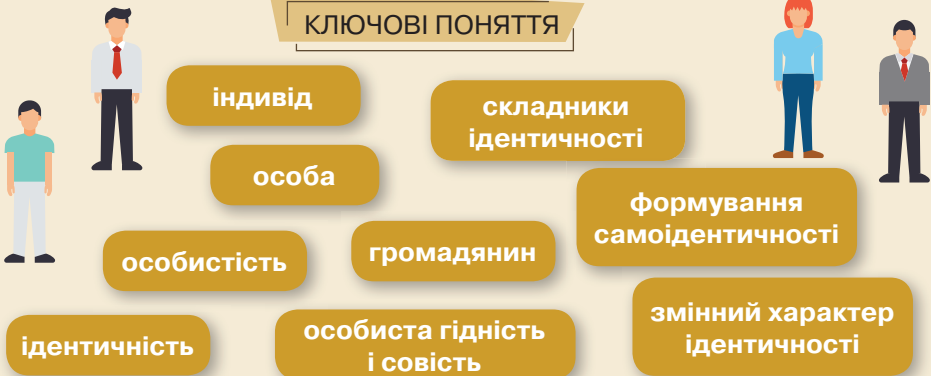 КЛЮЧОВІ ПОНЯТТЯ
індивід
складники
ідентичності
особа
формування
самоідентичності
особистість
громадянин
ідентичність
особиста гідність
і совість
змінний характер
ідентичності